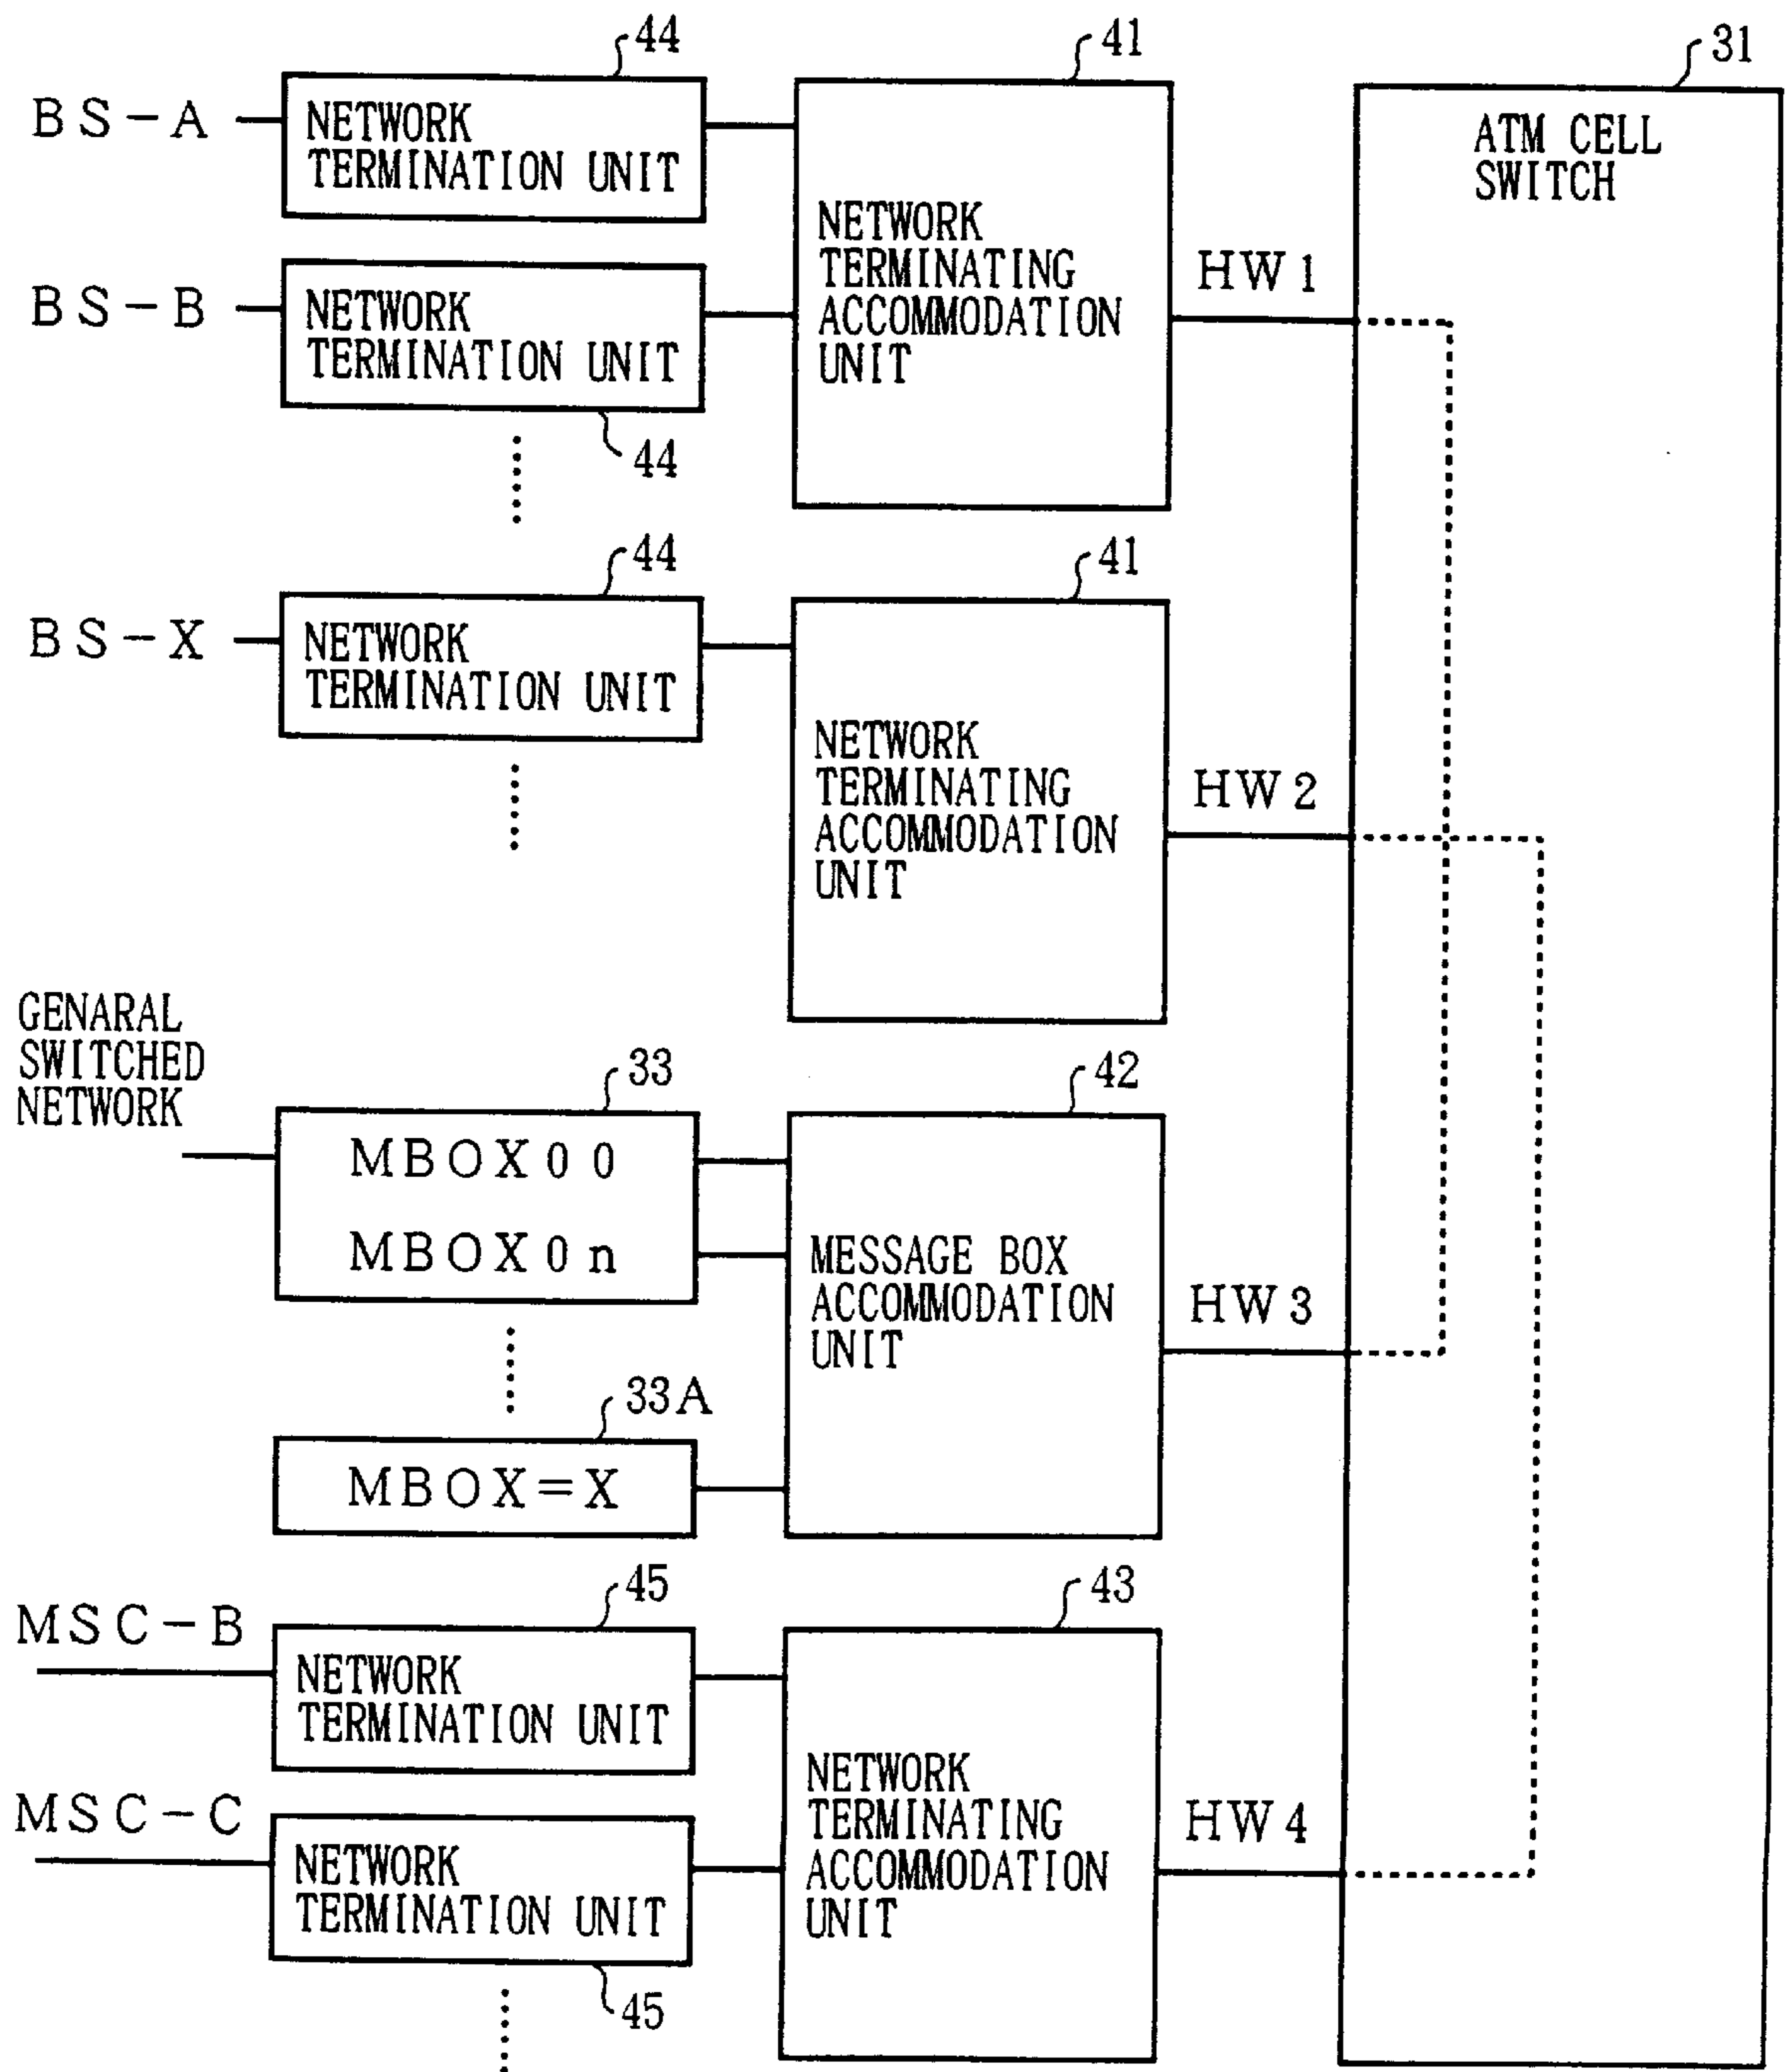 44
41
31
BS-A
NETWORK
TERMINATION UNIT
ATM CELL
SWITCH
NETWORK
TERMINATING
ACCOMMODATION
UNIT
HW1
BS-B
NETWORK
TERMINATION UNIT
44
44
41
BS-X
NETWORK
TERMINATION UNIT
NETWORK
TERMINATING
ACCOMMODATION
UNIT
HW2
GENARAL
SWITCHED
NETWORK
33
42
MBOX00
MBOX0n
MESSAGE BOX
ACCOMMODATION
UNIT
HW3
33A
MBOX=X
45
43
MSC-B
NETWORK
TERMINATION UNIT
NETWORK
TERMINATING
ACCOMMODATION
UNIT
HW4
MSC-C
NETWORK
TERMINATION UNIT
45